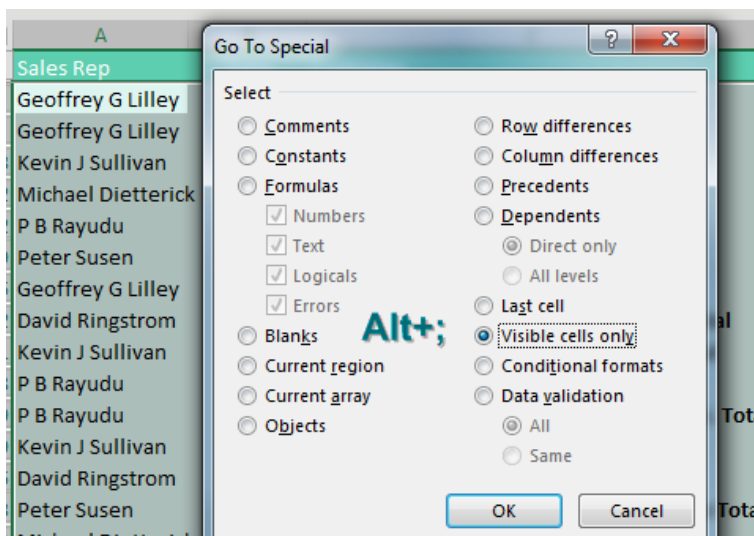 A
Sales Rep
Geoffrey G Lilley
Geoffrey G Lilley
Kevin J Sullivan
Michael Dietterick
P B Rayudu
Peter Susen
Geoffrey G Lilley
David Ringstrom
Kevin J Sullivan
P B Rayudu
P B Rayudu
Kevin J Sullivan
David Ringstrom
Peter Susen
Go To Special
Select
Comments
Constants
Formulas
Numbers
Text
Logicals
Errors
Blanks
Current region
Current array
Objects
Alt+;
Row differences
Column differences
Precedents
Dependents
Direct only
All levels
Last cell
Visible cells only
Conditional formats
Data validation
All
Same
OK
Cancel